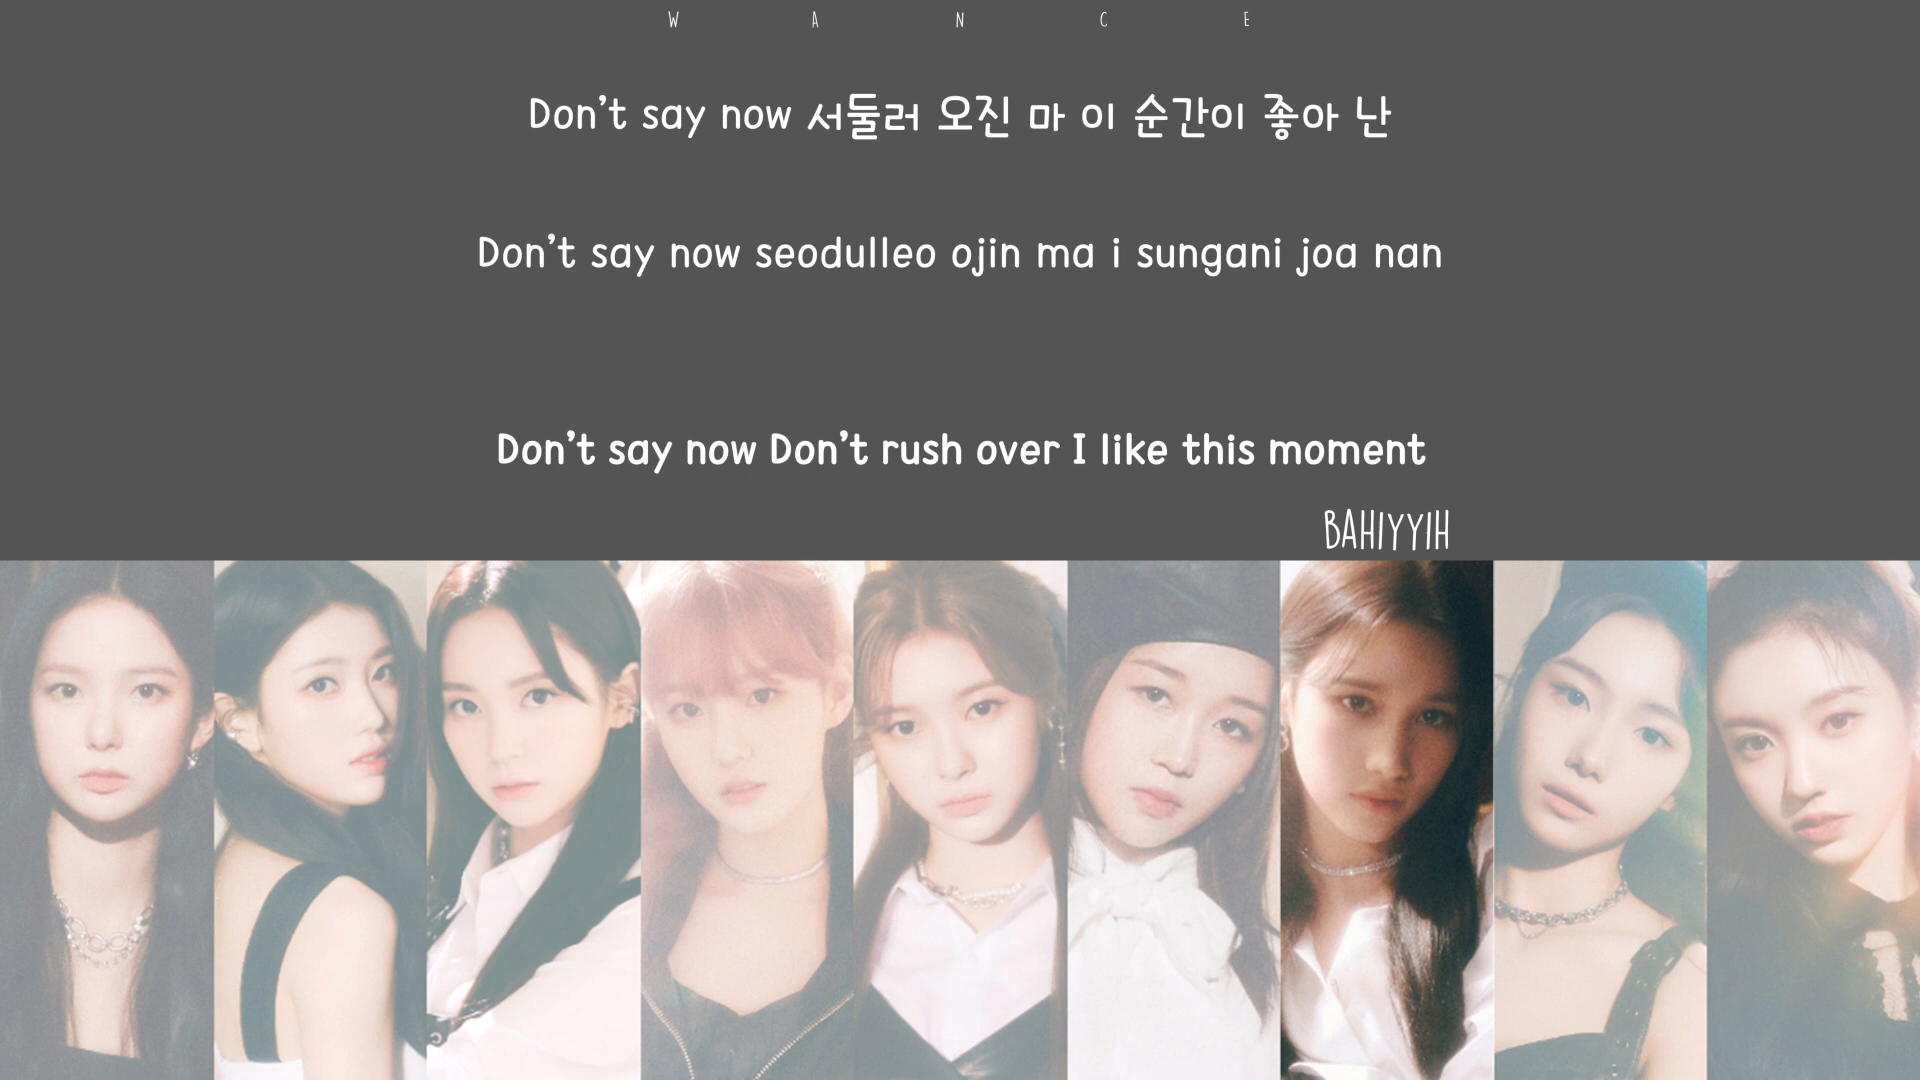 W A N C E
Don't say now 서둘러 오진 마 이 순간이 좋아 난
Don't say now seodulleo ojin ma i sungani joa nan
Don't say now Don't rush over I like this moment
BAHIYYIH